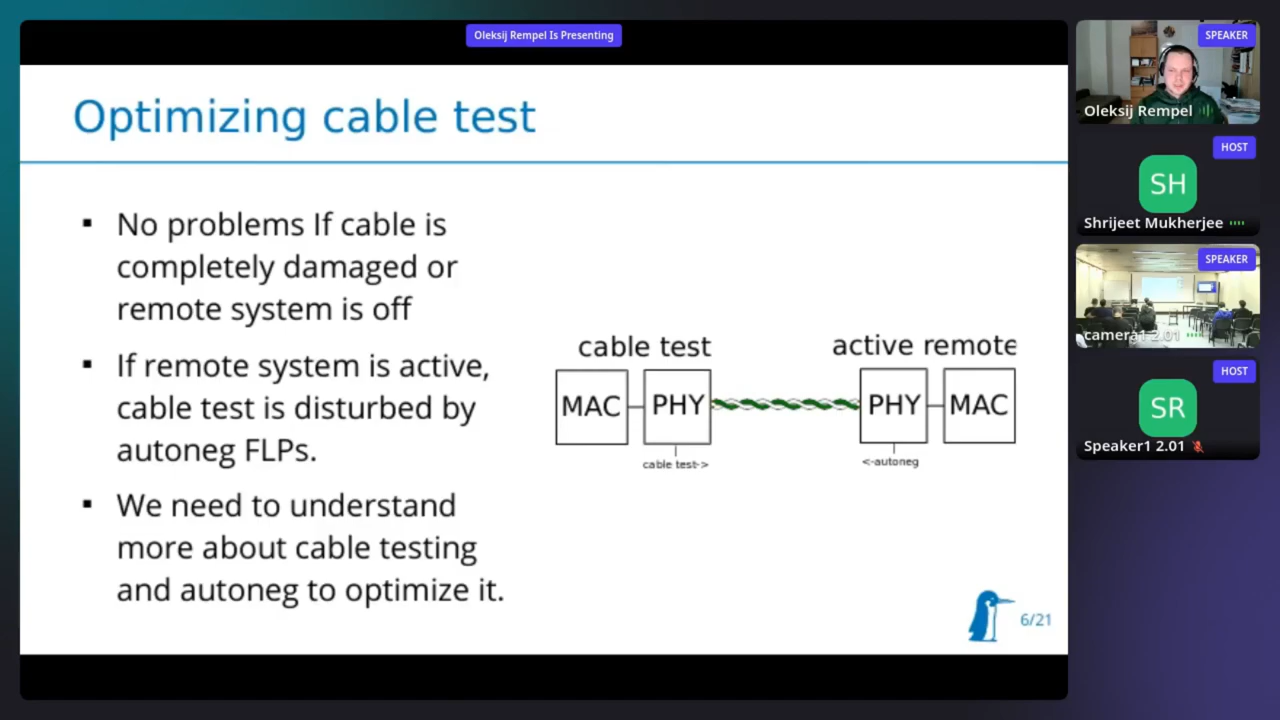 Oleksij Rempel Is Presenting
Optimizing cable test
▪ No problems If cable is
completely damaged or
remote system is off
▪ If remote system is active,
cable test is disturbed by
autoneg FLPs.
▪ We need to understand
more about cable testing
and autoneg to optimize it.
cable test
active remote
MAC
PHY
PHY
MAC
cable test->
<-autoneg
6/21
SPEAKER
Oleksij Rempel
HOST
SH
Shrijeet Mukherjee
SPEAKER
camera1 2.01
HOST
SR
Speaker1 2.01